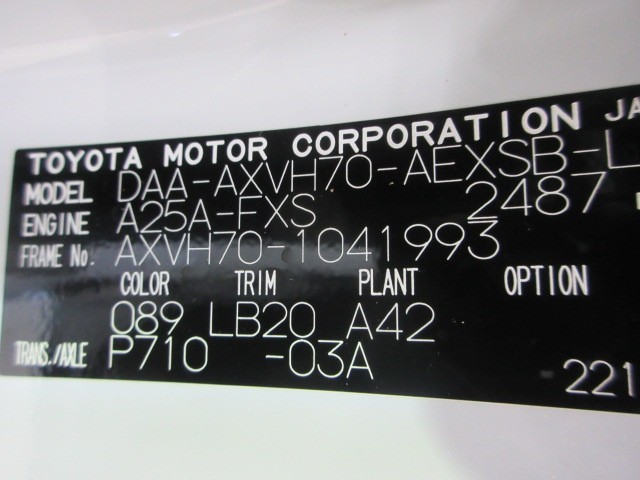 TOYOTA MOTOR CORPORATION JA
MODEL DAA-AXVH70-AEXSB-L
ENGINE A25A-FXS 2487
FRAME No. AXVH70-1041993
COLOR TRIM PLANT OPTION
089 LB20 A42
TRANS./AXLE P710 -03A
221